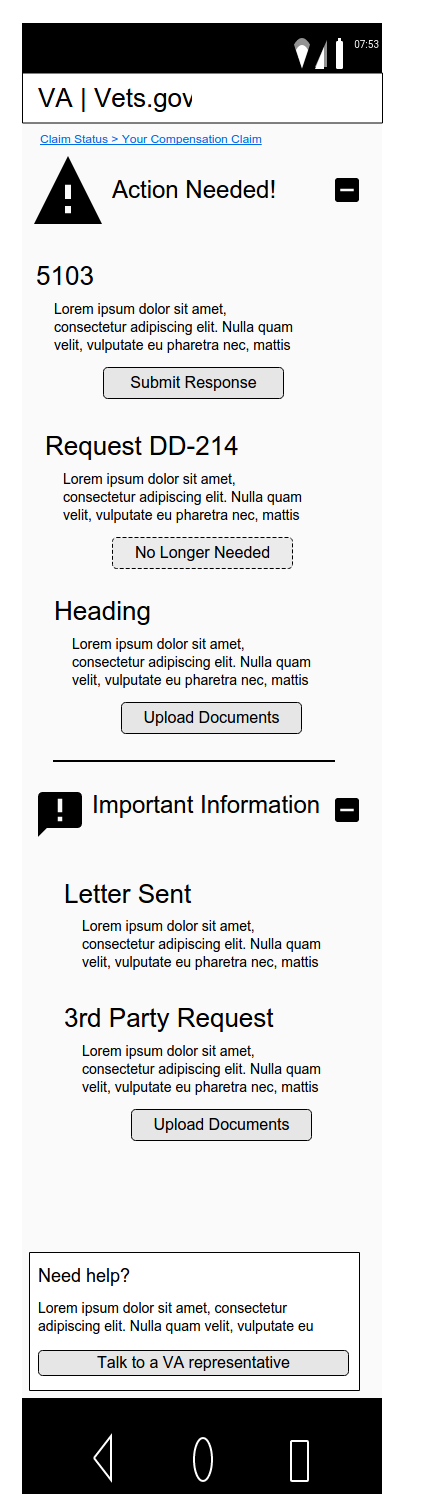 07:53
VA | Vets.gov
Claim Status > Your Compensation Claim
Action Needed!
5103
Lorem ipsum dolor sit amet,
consectetur adipiscing elit. Nulla quam
velit, vulputate eu pharetra nec, mattis
Submit Response
Request DD-214
Lorem ipsum dolor sit amet,
consectetur adipiscing elit. Nulla quam
velit, vulputate eu pharetra nec, mattis
No Longer Needed
Heading
Lorem ipsum dolor sit amet,
consectetur adipiscing elit. Nulla quam
velit, vulputate eu pharetra nec, mattis
Upload Documents
Important Information
Letter Sent
Lorem ipsum dolor sit amet,
consectetur adipiscing elit. Nulla quam
velit, vulputate eu pharetra nec, mattis
3rd Party Request
Lorem ipsum dolor sit amet,
consectetur adipiscing elit. Nulla quam
velit, vulputate eu pharetra nec, mattis
Upload Documents
Need help?
Lorem ipsum dolor sit amet, consectetur
adipiscing elit. Nulla quam velit, vulputate eu
Talk to a VA representative